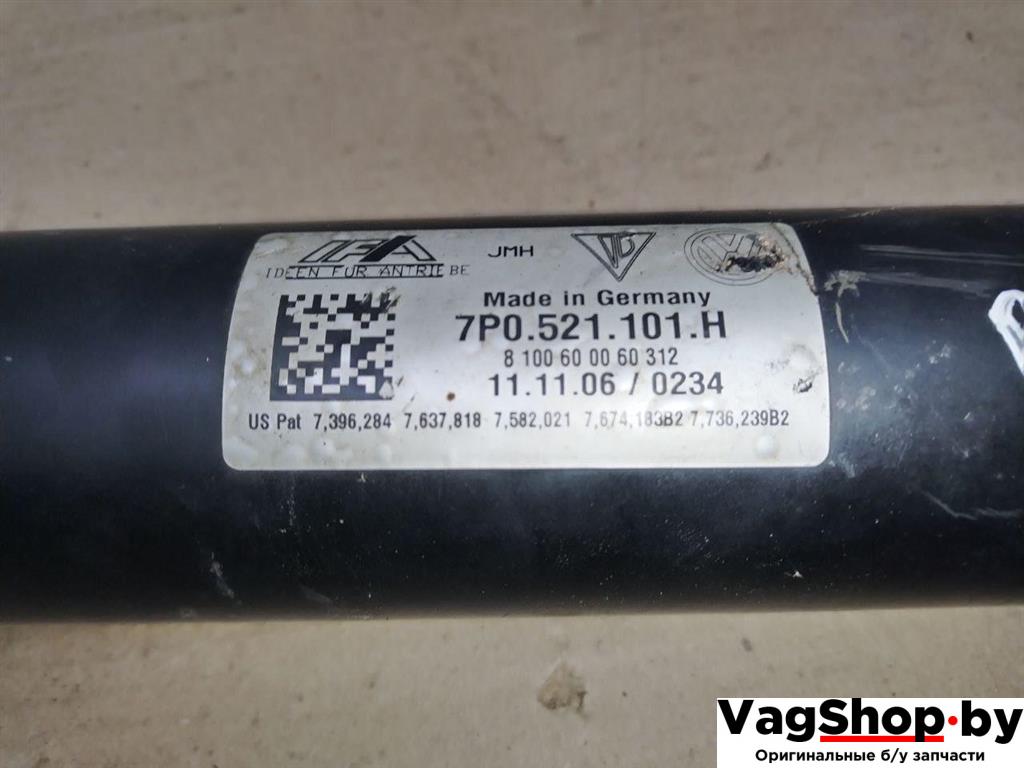 IFA JMH
IDEEN FÜR ANTRIEBE
Made in Germany
7P0.521.101.H
8 100 60 00 60 312
11.11.06 / 0234
US Pat 7,396,284 7,637,818 7,582,021 7,674,183B2 7,736,239B2
VagShop.by
Оригинальные б/у запчасти